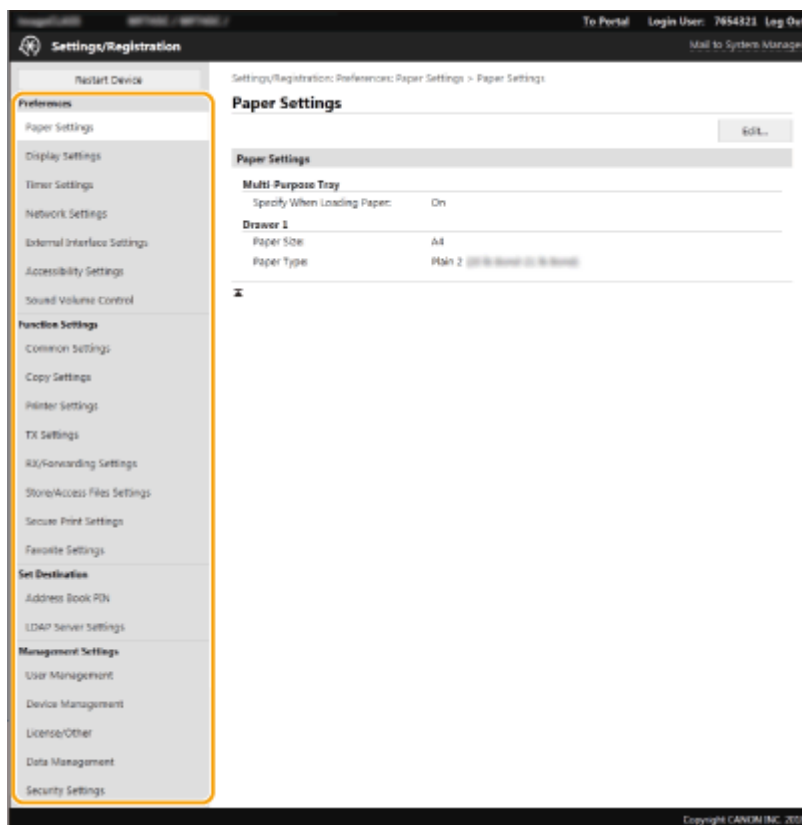 To Portal Login User: 7654321 Log Ou
Settings/Registration
Mail to System Manage
Restart Device
Preferences
Paper Settings
Display Settings
Timer Settings
Network Settings
External Interface Settings
Accessibility Settings
Sound Volume Control
Function Settings
Common Settings
Copy Settings
Printer Settings
TX Settings
RX/Forwarding Settings
Store/Access Files Settings
Secure Print Settings
Favorite Settings
Set Destination
Address Book PIN
LDAP Server Settings
Management Settings
User Management
Device Management
License/Other
Data Management
Security Settings
Settings/Registration: Preferences: Paper Settings > Paper Settings
Paper Settings
Edit...
Paper Settings
Multi-Purpose Tray
Specify When Loading Paper: On
Drawer 1
Paper Size: A4
Paper Type: Plain 2
Copyright CANON INC.